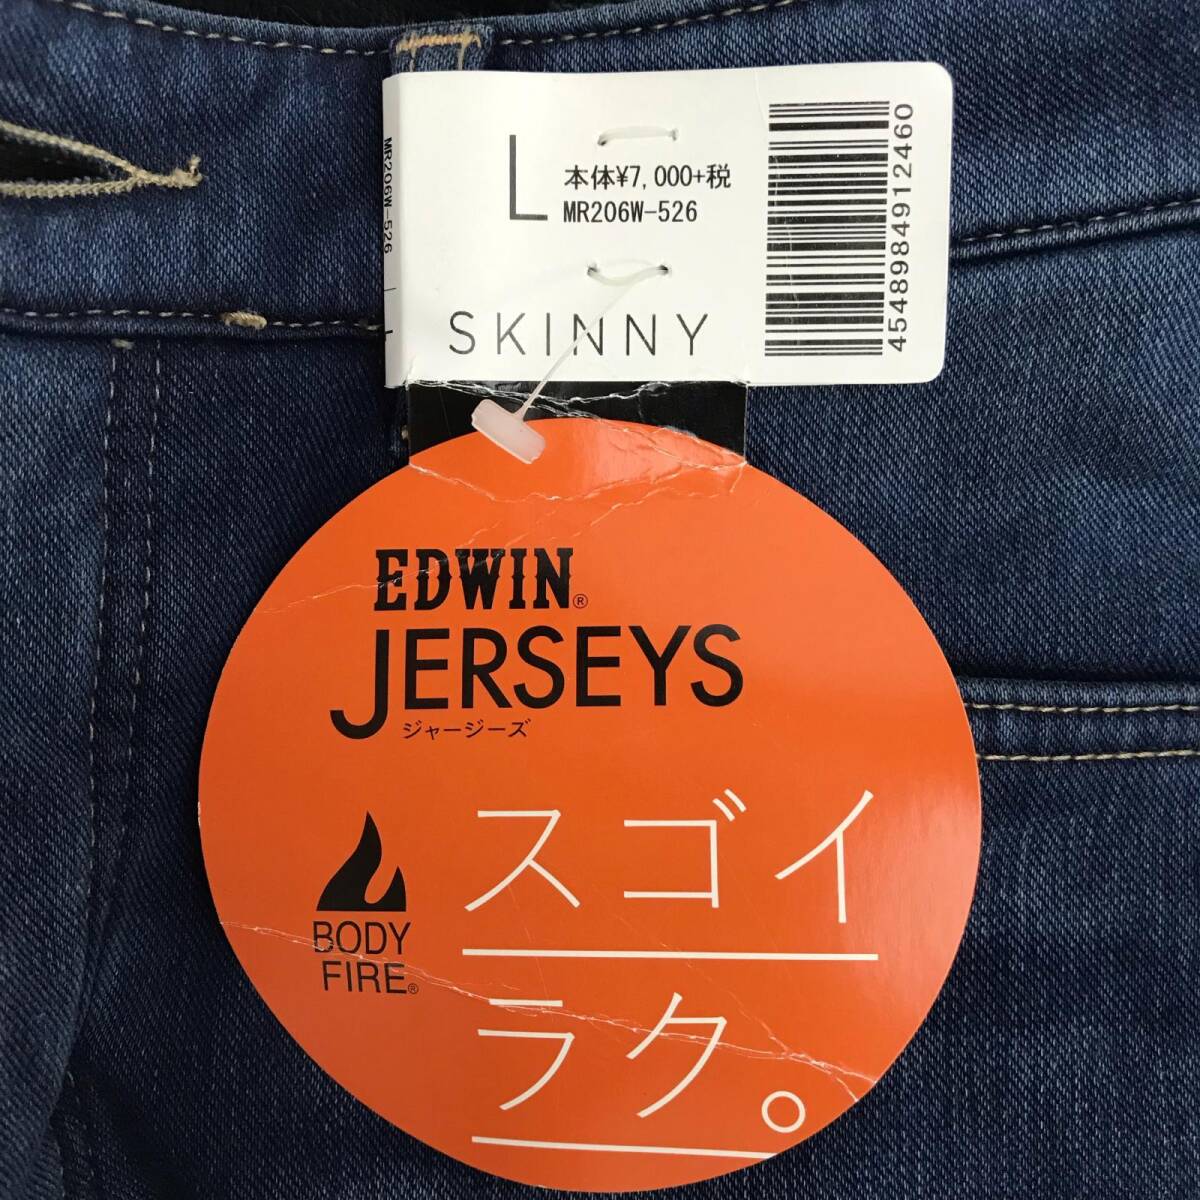 L
本体¥7,000+税
MR206W-526
SKINNY
4548984912460
MR206W-526
L
EDWIN®
JERSEYS
ジャージーズ
BODY
FIRE®
スゴイ
ラク。